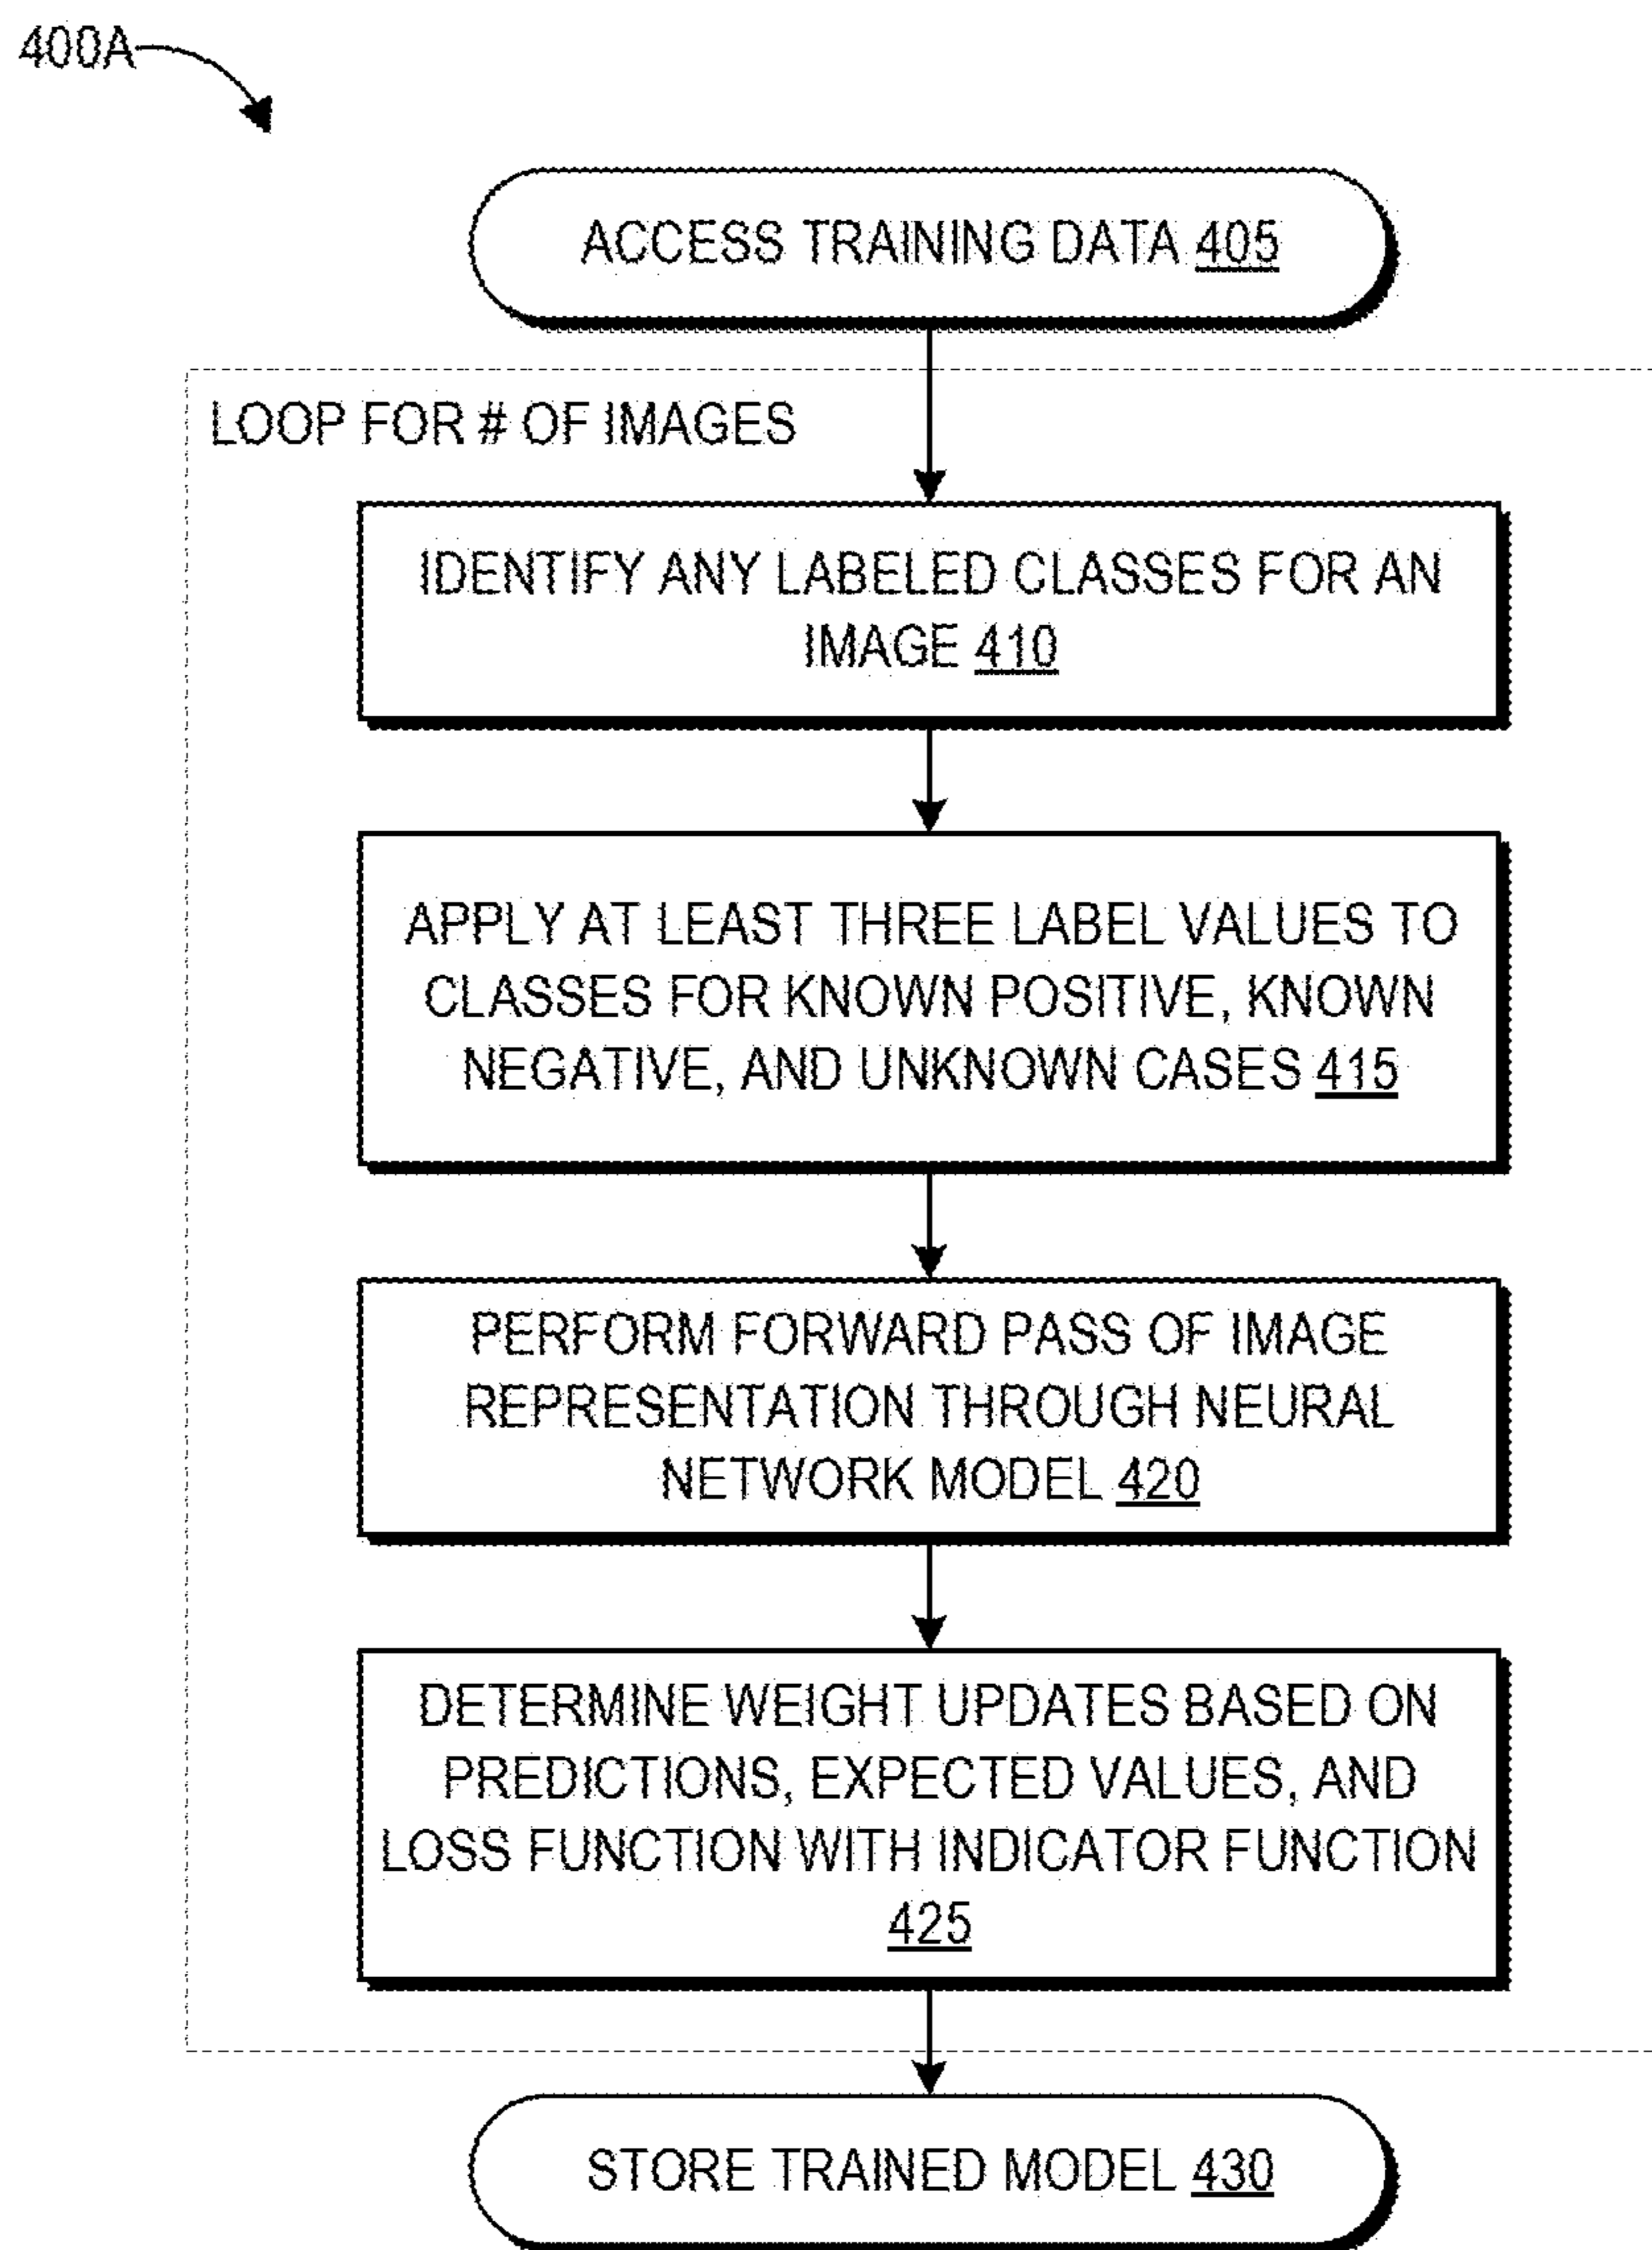 400A
ACCESS TRAINING DATA 405
LOOP FOR # OF IMAGES
IDENTIFY ANY LABELED CLASSES FOR AN
IMAGE 410
APPLY AT LEAST THREE LABEL VALUES TO
CLASSES FOR KNOWN POSITIVE, KNOWN
NEGATIVE, AND UNKNOWN CASES 415
PERFORM FORWARD PASS OF IMAGE
REPRESENTATION THROUGH NEURAL
NETWORK MODEL 420
DETERMINE WEIGHT UPDATES BASED ON
PREDICTIONS, EXPECTED VALUES, AND
LOSS FUNCTION WITH INDICATOR FUNCTION
425
STORE TRAINED MODEL 430